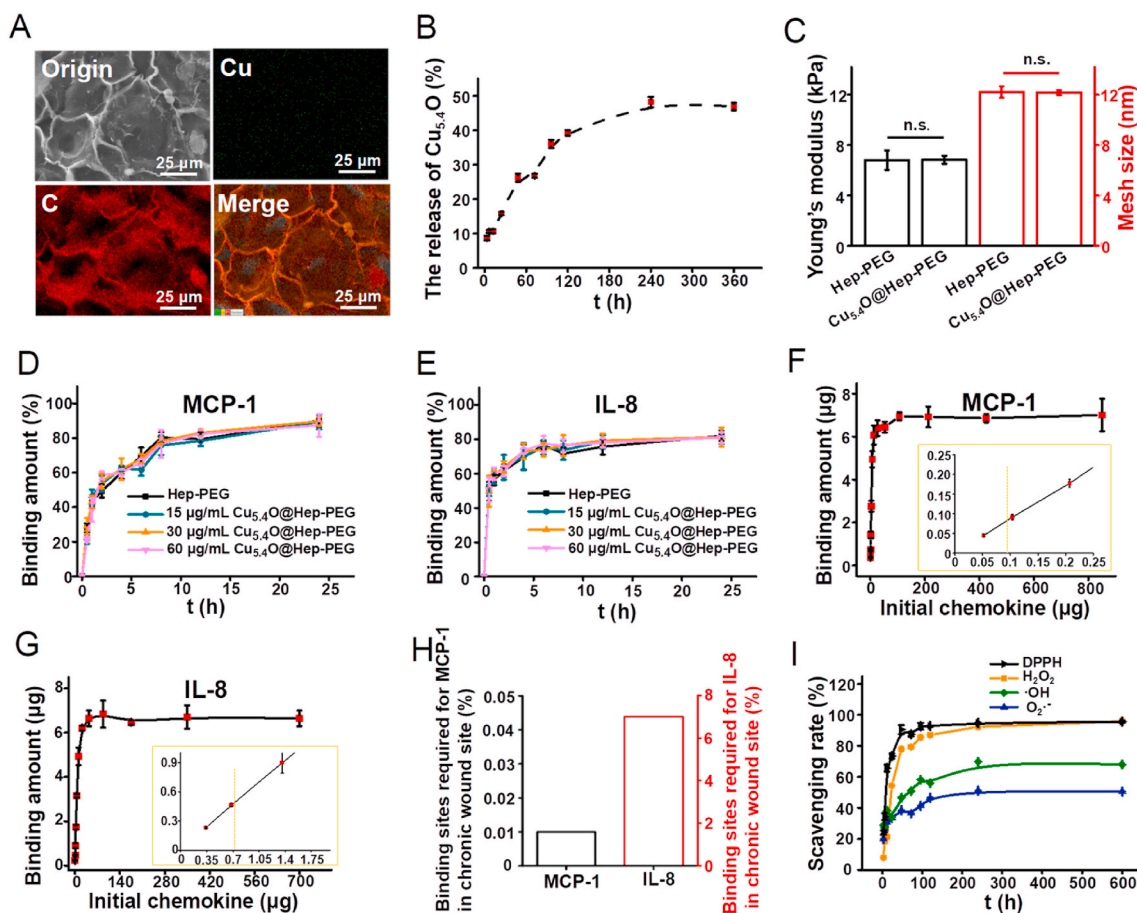 A
Origin
25 µm
Cu
25 µm
C
25 µm
Merge
25 µm
B
The release of Cu5.4O (%)
50
40
30
20
10
0
0 60 120 180 240 300 360
t (h)
C
Young's modulus (kPa)
12
8
4
0
n.s.
n.s.
12
8
4
0
Mesh size (nm)
Hep-PEG
Cu5.4O@Hep-PEG
Hep-PEG
Cu5.4O@Hep-PEG
D
MCP-1
Binding amount (%)
100
80
60
40
20
0
Hep-PEG
15 µg/mL Cu5.4O@Hep-PEG
30 µg/mL Cu5.4O@Hep-PEG
60 µg/mL Cu5.4O@Hep-PEG
0 5 10 15 20 25
t (h)
E
IL-8
Binding amount (%)
100
80
60
40
20
0
Hep-PEG
15 µg/mL Cu5.4O@Hep-PEG
30 µg/mL Cu5.4O@Hep-PEG
60 µg/mL Cu5.4O@Hep-PEG
0 5 10 15 20 25
t (h)
F
MCP-1
Binding amount (µg)
8
6
4
2
0
0.25
0.20
0.15
0.10
0.05
0
0 0.05 0.1 0.15 0.2 0.25
0 200 400 600 800
Initial chemokine (µg)
G
IL-8
Binding amount (µg)
8
6
4
2
0
0.9
0.6
0.3
0
0 0.35 0.7 1.05 1.4 1.75
0 140 280 420 560 700
Initial chemokine (µg)
H
Binding sites required for MCP-1
in chronic wound site (%)
0.05
0.04
0.03
0.02
0.01
0
MCP-1 IL-8
8
6
4
2
0
Binding sites required for IL-8
in chronic wound site (%)
I
DPPH
H2O2
·OH
O2·-
Scavenging rate (%)
120
100
80
60
40
20
0
0 100 200 300 400 500 600
t (h)